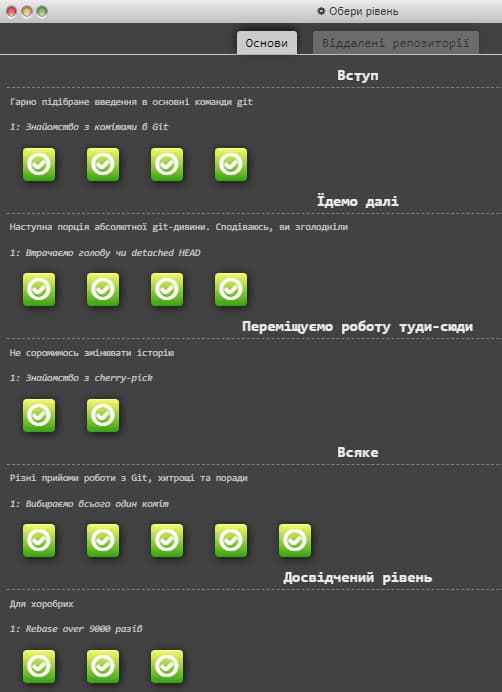 Обери рівень
Основи Віддалені репозиторії
Вступ
Гарно підібране введення в основні команди git
1: Знайомство з комітами в Git
Їдемо далі
Наступна порція абсолютної git-дивини. Сподіваюсь, ви зголодніли
1: Втрачаємо голову чи detached HEAD
Переміщуємо роботу туди-сюди
Не соромимось змінювати історію
1: Знайомство з cherry-pick
Всяке
Різні прийоми роботи з Git, хитрощі та поради
1: Вибираємо всього один коміт
Досвідчений рівень
Для хоробрих
1: Rebase over 9000 разів